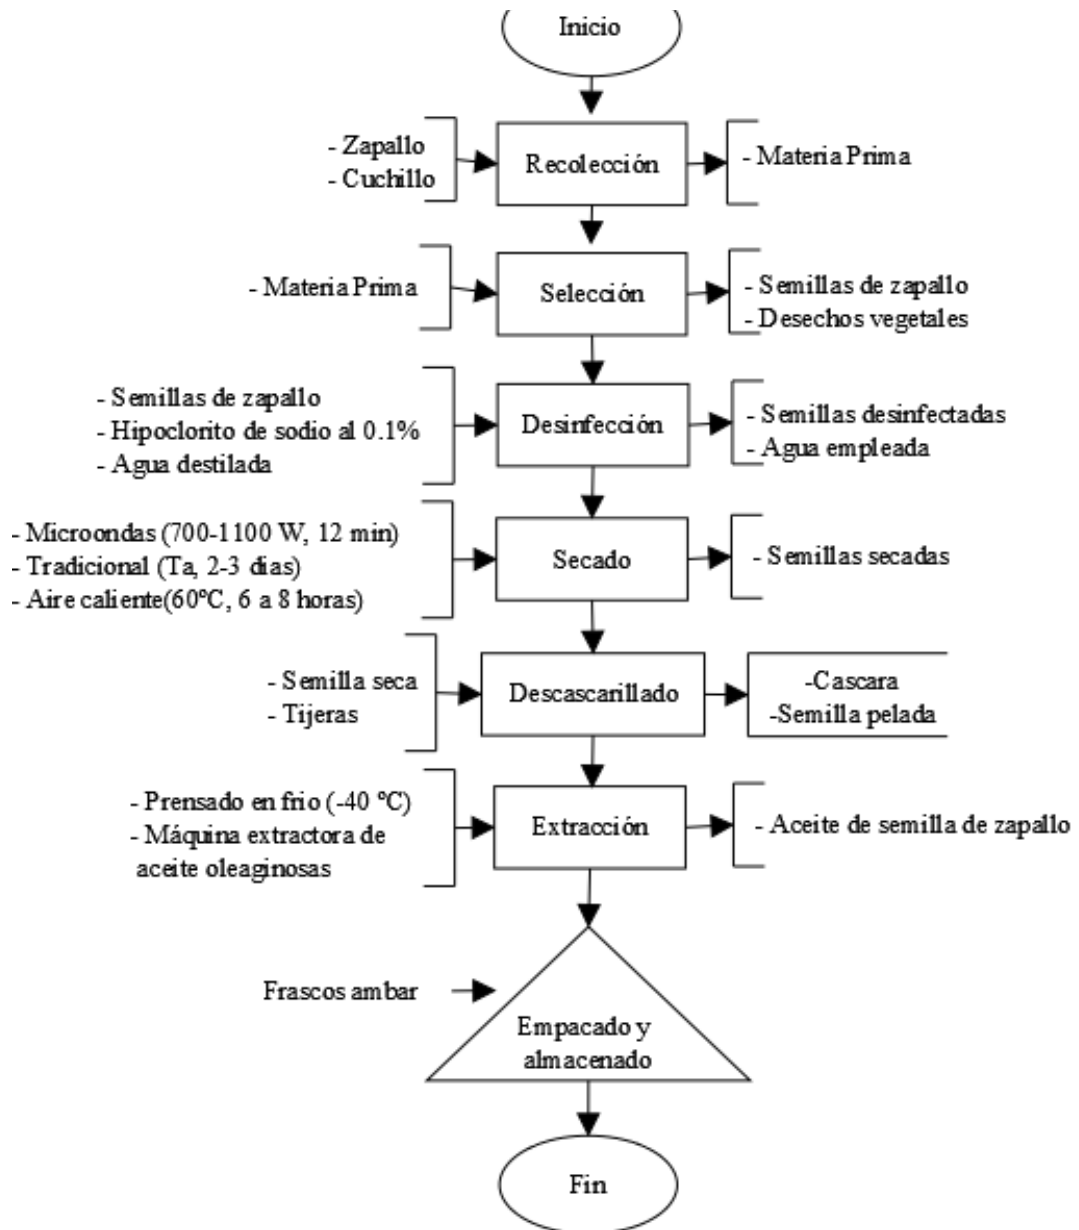 Inicio
- Zapallo
- Cuchillo
Recolección
- Materia Prima
- Materia Prima
Selección
- Semillas de zapallo
- Desechos vegetales
- Semillas de zapallo
- Hipoclorito de sodio al 0.1%
- Agua destilada
Desinfección
- Semillas desinfectadas
- Agua empleada
- Microondas (700-1100 W, 12 min)
- Tradicional (Ta, 2-3 dias)
- Aire caliente(60ºC, 6 a 8 horas)
Secado
- Semillas secadas
- Semilla seca
- Tijeras
Descascarillado
-Cascara
-Semilla pelada
- Prensado en frio (-40 ºC)
- Máquina extractora de
aceite oleaginosas
Extracción
- Aceite de semilla de zapallo
Frascos ambar
Empacado y
almacenado
Fin